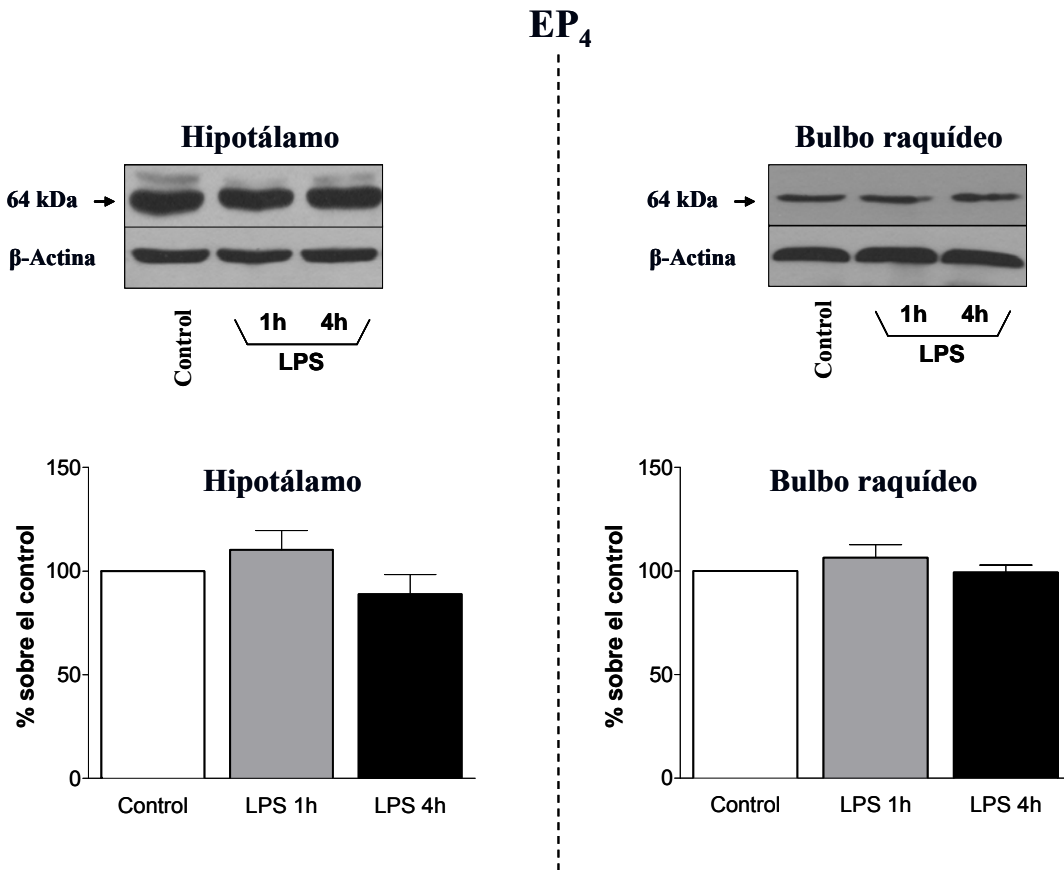 EP4
Hipotálamo
64 kDa
β-Actina
Control
1h 4h
LPS
Bulbo raquídeo
64 kDa
β-Actina
Control
1h 4h
LPS
Hipotálamo
% sobre el control
150
100
50
0
Control LPS 1h LPS 4h
Bulbo raquídeo
% sobre el control
150
100
50
0
Control LPS 1h LPS 4h